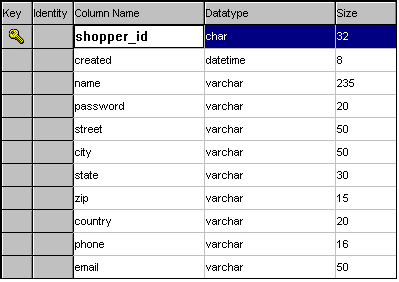 Key Identity Column Name Datatype Size
shopper_id char 32
created datetime 8
name varchar 235
password varchar 20
street varchar 50
city varchar 50
state varchar 30
zip varchar 15
country varchar 20
phone varchar 16
email varchar 50